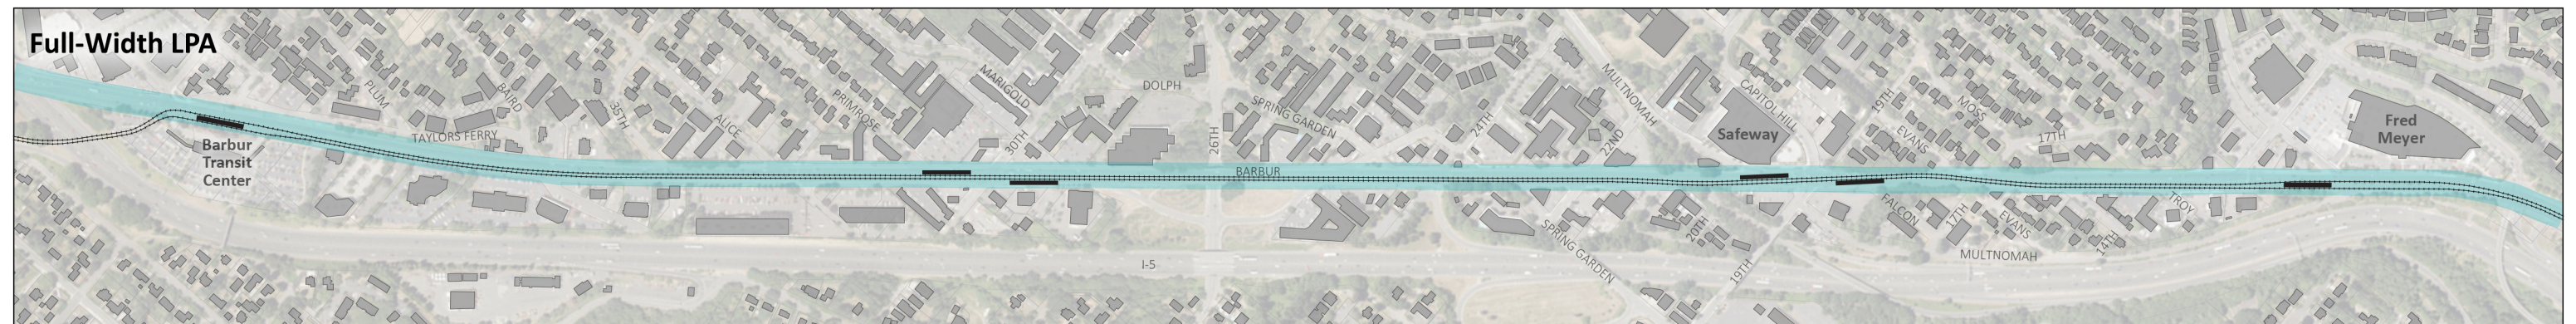 Full-Width LPA
Barbur
Transit
Center
PLUM
TAYLORS FERRY
BAIRD
35TH
ALICE
PRIMROSE
MARIGOLD
30TH
DOLPH
26TH
BARBUR
SPRING GARDEN
24TH
22ND
MULTNOMAH
Safeway
CAPITOL HILL
19TH
EVANS
MOSS
17TH
Fred
Meyer
I-5
SPRING GARDEN
20TH
19TH
FALCON
17TH
EVANS
MULTNOMAH
14TH
TROY